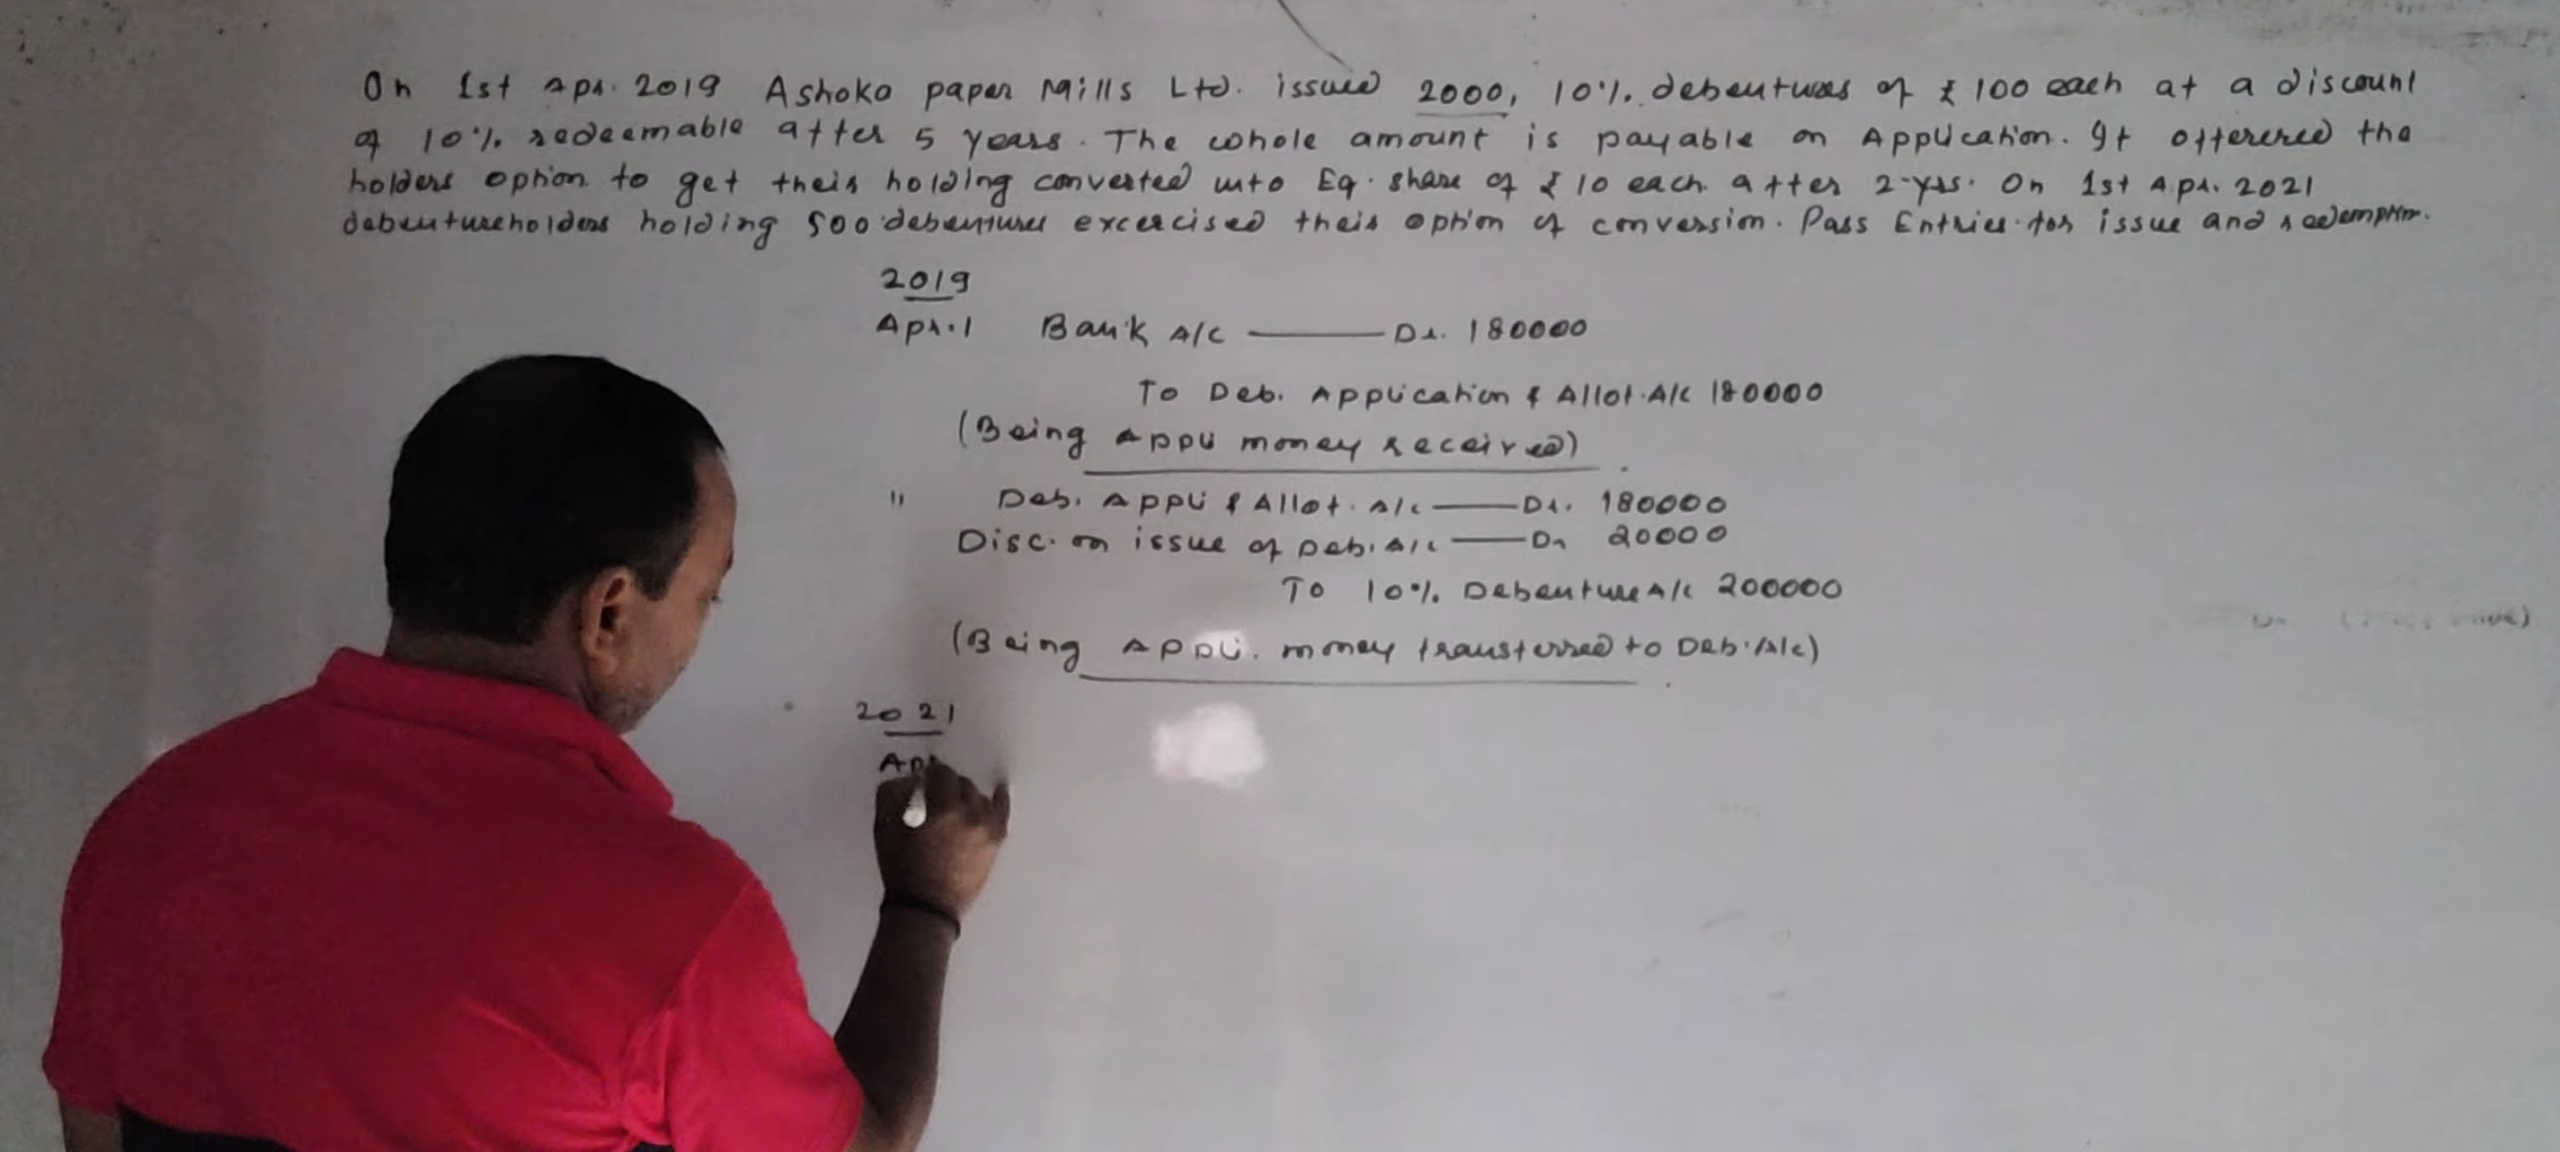 On 1st Apr. 2019 Ashoka paper Mills Ltd. issued 2000, 10%. debentures of ₹ 100 each at a discount
of 10%. redeemable after 5 years. The whole amount is payable on Application. It offerered the
holders option to get their holding converted into Eq. share of ₹ 10 each after 2-yrs. On 1st Apr. 2021
debentureholders holding 500 debentures excercised their option of conversion. Pass Entries for issue and redemption.
2019
Apr.1 Bank A/c ——— Dr. 180000
To Deb. Application & Allot. A/c 180000
(Being Appli money received)
" Deb. Appli & Allot. A/c —— Dr. 180000
Disc. on issue of Deb. A/c —— Dr 20000
To 10%. Debenture A/c 200000
(Being Appli. money transferred to Deb. A/c)
2021
Apr